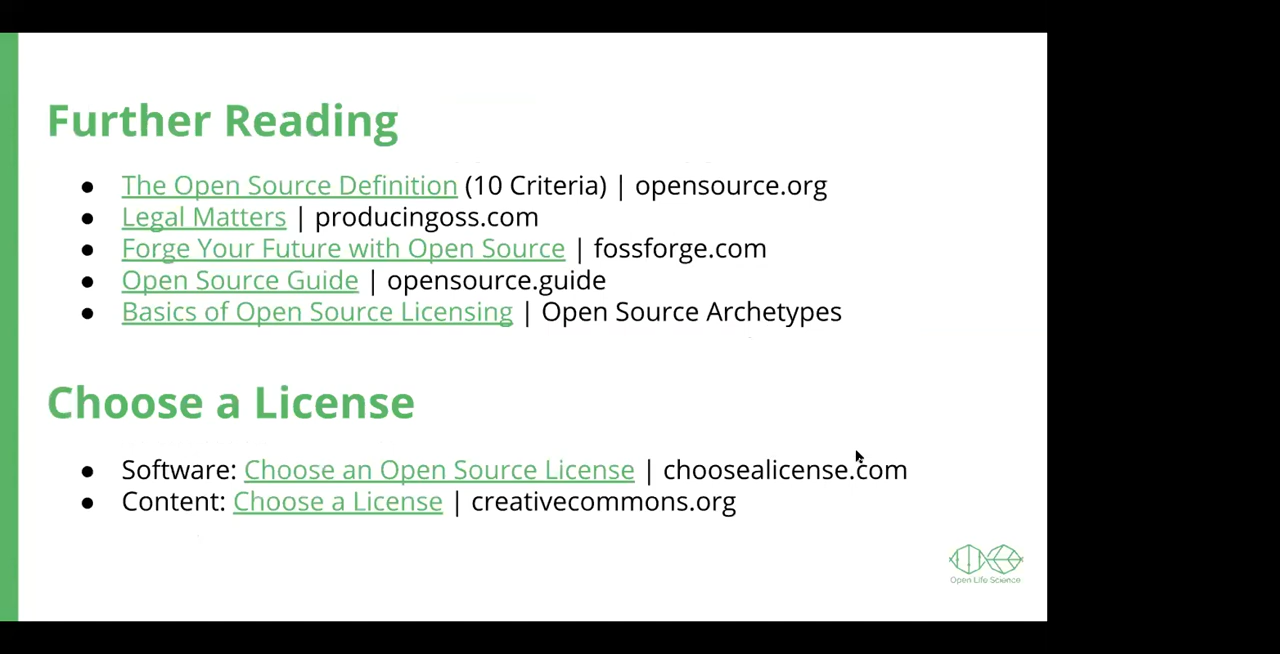 Further Reading
● The Open Source Definition (10 Criteria) | opensource.org
● Legal Matters | producingoss.com
● Forge Your Future with Open Source | fossforge.com
● Open Source Guide | opensource.guide
● Basics of Open Source Licensing | Open Source Archetypes
Choose a License
● Software: Choose an Open Source License | choosealicense.com
● Content: Choose a License | creativecommons.org
Open Life Science